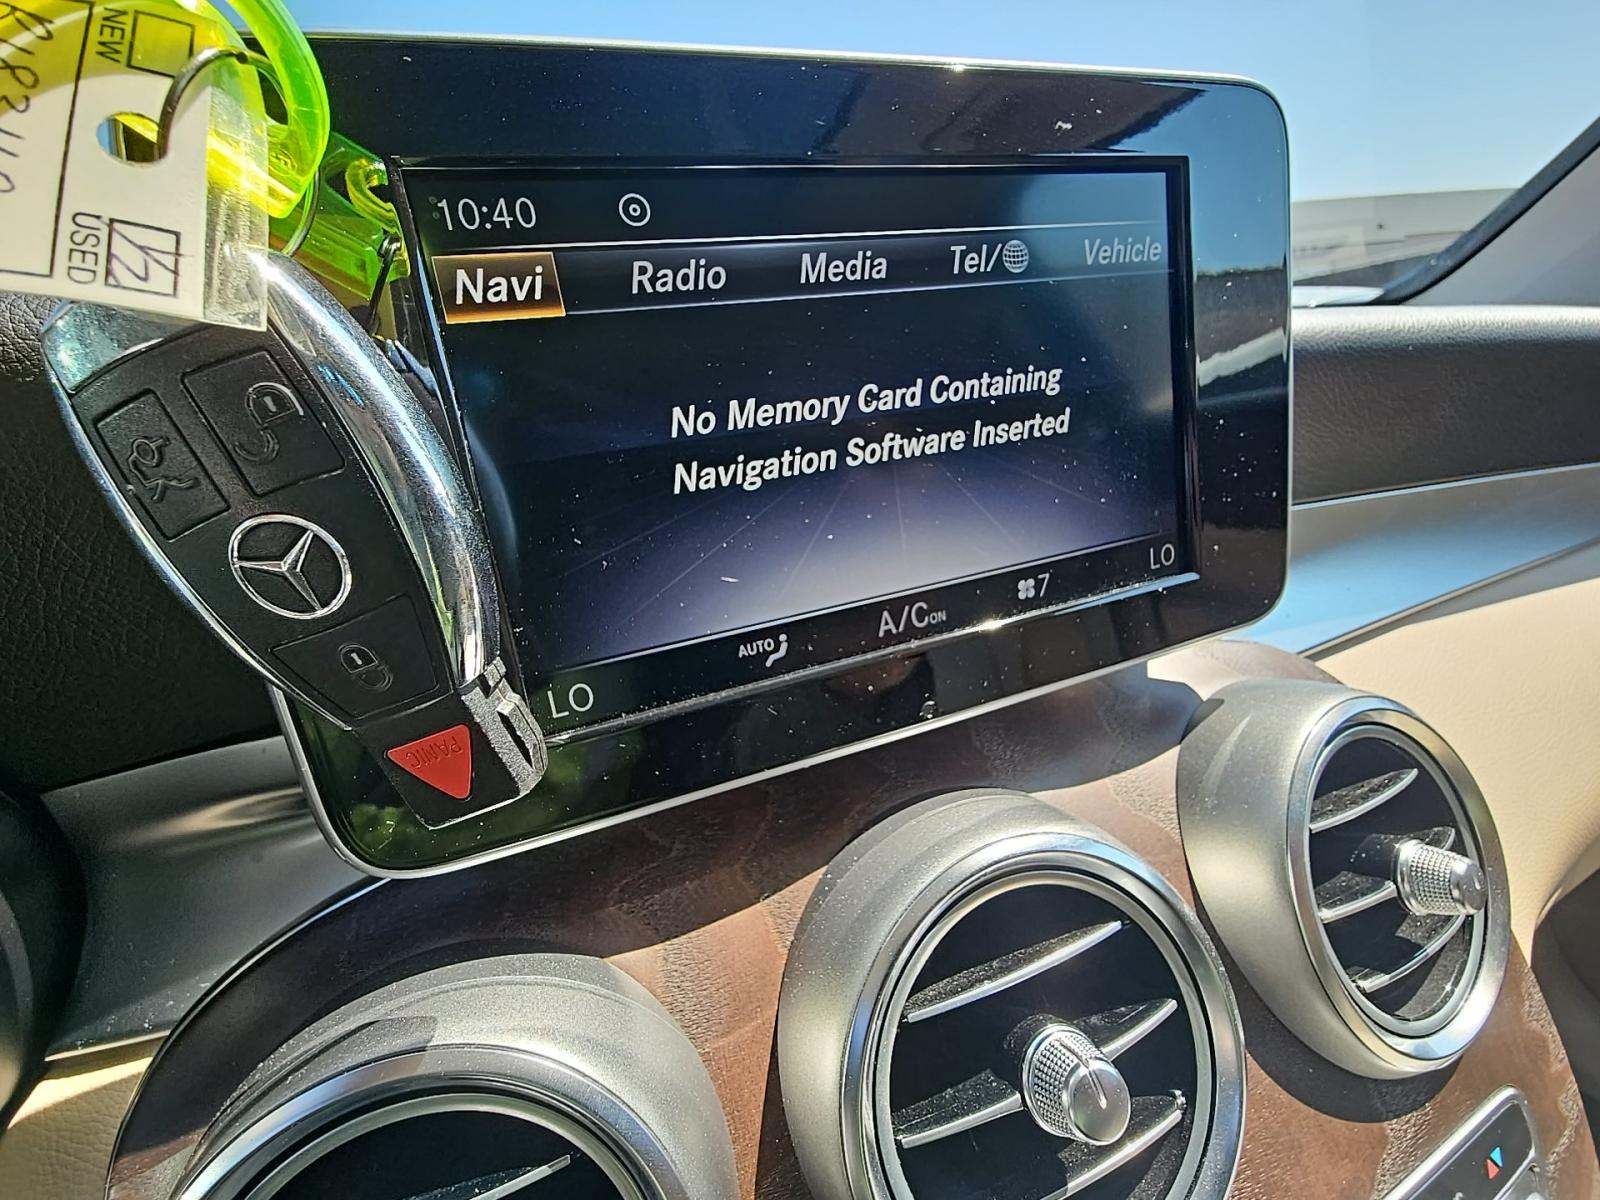 NEW
USED
10:40
Navi
Radio
Media
Tel/
Vehicle
No Memory Card Containing
Navigation Software Inserted
LO
AUTO
A/C ON
7
LO
PANIC